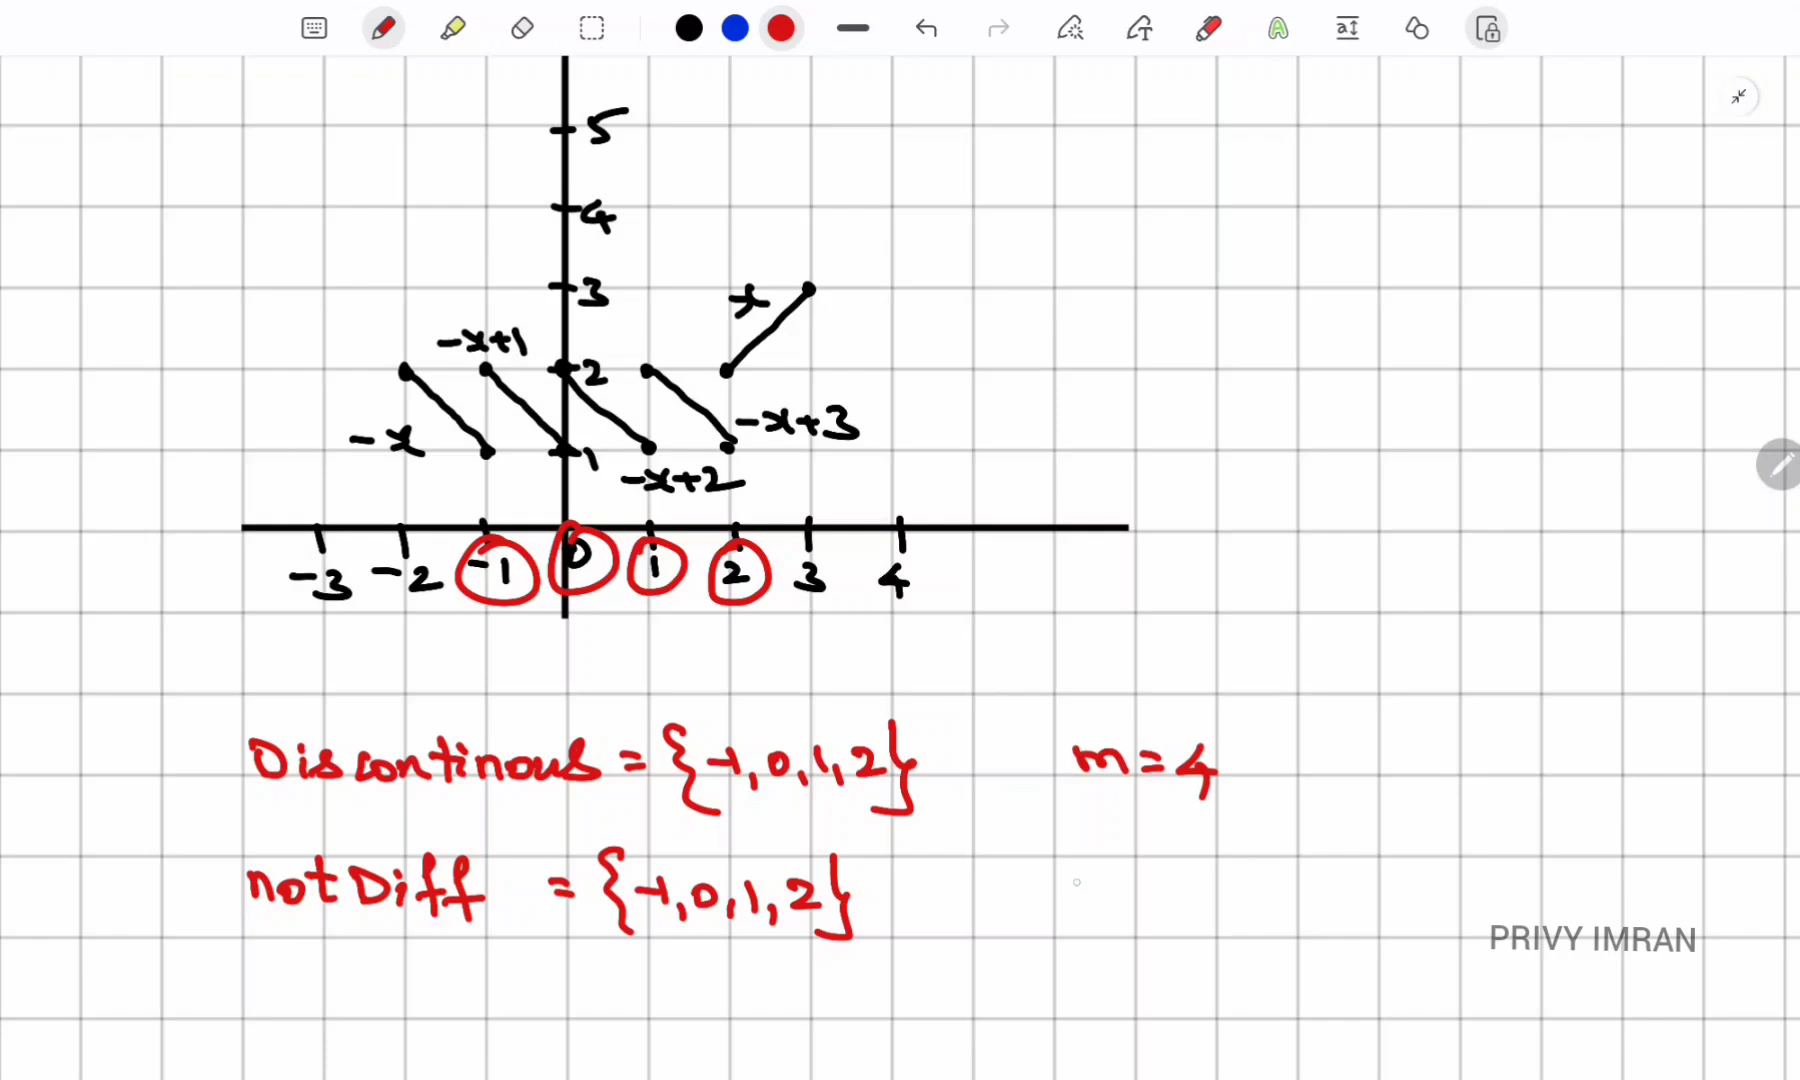 5
4
3
x
-x+1
2
-x+3
-x
1
-x+2
-3 -2 -1 0 1 2 3 4
Discontinous = {-1, 0, 1, 2} m = 4
not Diff = {-1, 0, 1, 2}
PRIVY IMRAN